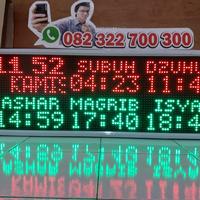 082 322 700 300
11 52 SUBUH DZUHU
KAMIS 04:23 11:4
ASHAR MAGRIB ISYA
14:59 17:40 18:4